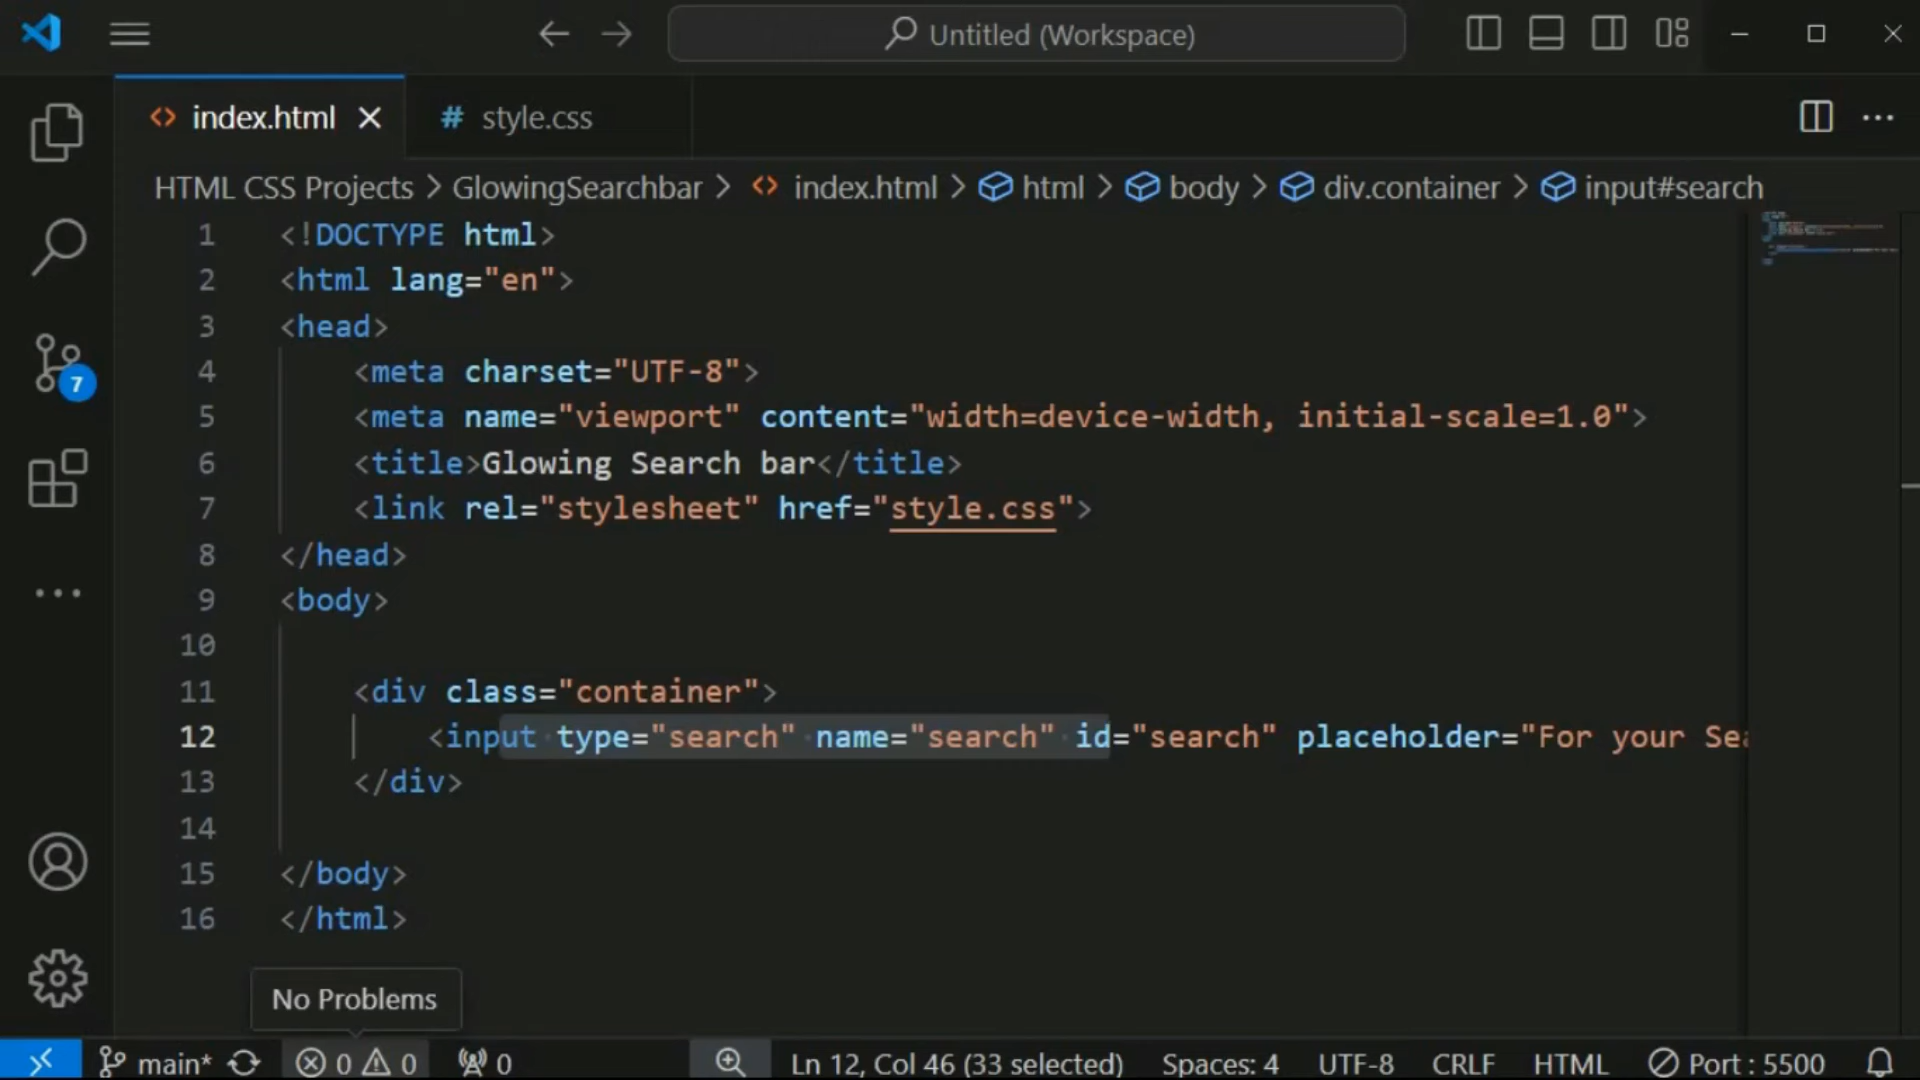 Untitled (Workspace)
index.html
# style.css
HTML CSS Projects > GlowingSearchbar > index.html > html > body > div.container > input#search
1 <!DOCTYPE html>
2 <html lang="en">
3 <head>
4 <meta charset="UTF-8">
5 <meta name="viewport" content="width=device-width, initial-scale=1.0">
6 <title>Glowing Search bar</title>
7 <link rel="stylesheet" href="style.css">
8 </head>
9 <body>
10
11 <div class="container">
12 <input type="search" name="search" id="search" placeholder="For your Sea
13 </div>
14
15 </body>
16 </html>
7
No Problems
main* 0 0 0 Ln 12, Col 46 (33 selected) Spaces: 4 UTF-8 CRLF HTML Port : 5500